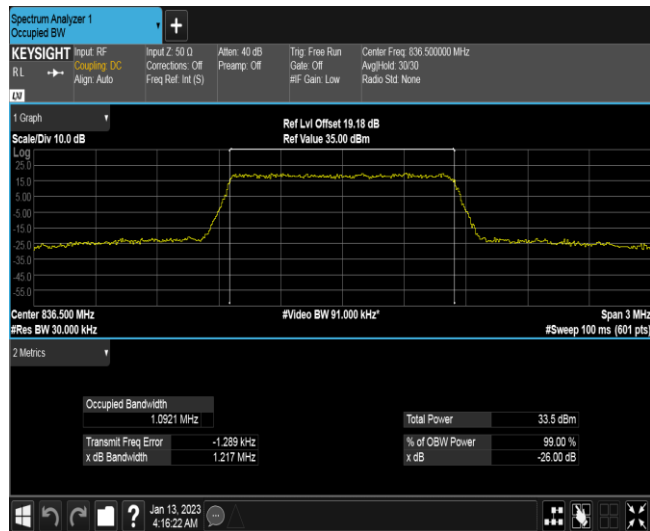 Spectrum Analyzer 1
Occupied BW
+
KEYSIGHT Input: RF Input Z: 50 Ω Atten: 40 dB Trig: Free Run Center Freq: 836.500000 MHz
RL Coupling: DC Corrections: Off Preamp: Off Gate: Off Avg|Hold: 30/30
Align: Auto Freq Ref: Int (S) #IF Gain: Low Radio Std: None
LXI
1 Graph
Ref Lvl Offset 19.18 dB
Scale/Div 10.0 dB Ref Value 35.00 dBm
Log
25.0
15.0
5.00
-5.00
-15.0
-25.0
-35.0
-45.0
-55.0
Center 836.500 MHz #Video BW 91.000 kHz* Span 3 MHz
#Res BW 30.000 kHz #Sweep 100 ms (601 pts)
2 Metrics
Occupied Bandwidth
1.0921 MHz Total Power 33.5 dBm
Transmit Freq Error -1.289 kHz % of OBW Power 99.00 %
x dB Bandwidth 1.217 MHz x dB -26.00 dB
?
Jan 13, 2023
4:16:22 AM